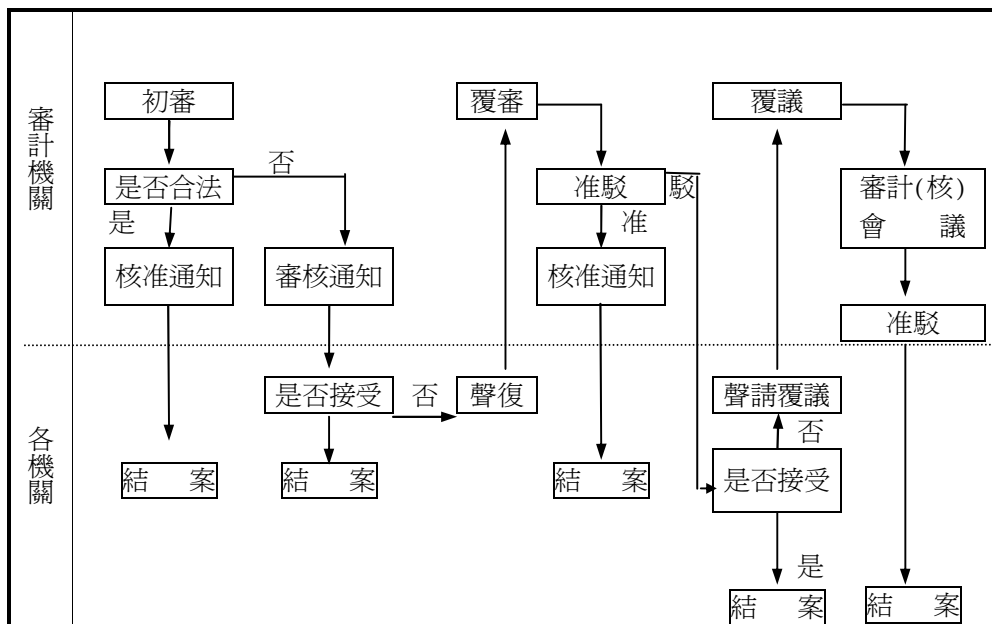 審計機關
初審
是否合法
否
是
核准通知
審核通知
覆審
准駁
駁
准
核准通知
覆議
審計(核)
會 議
准駁
各機關
是否接受
否
聲復
結 案
結 案
結 案
聲請覆議
否
是否接受
是
結 案
結 案